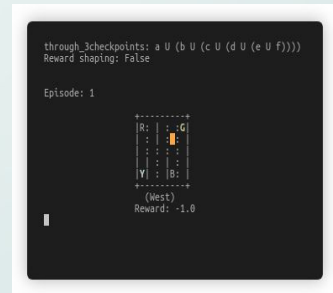 through_3checkpoints: a U (b U (c U (d U (e U f))))
Reward shaping: False
Episode: 1
+---------+
|R: | : :G|
| : | : : |
| : : : : |
| | : | : |
|Y| : |B: |
+---------+
(West)
Reward: -1.0